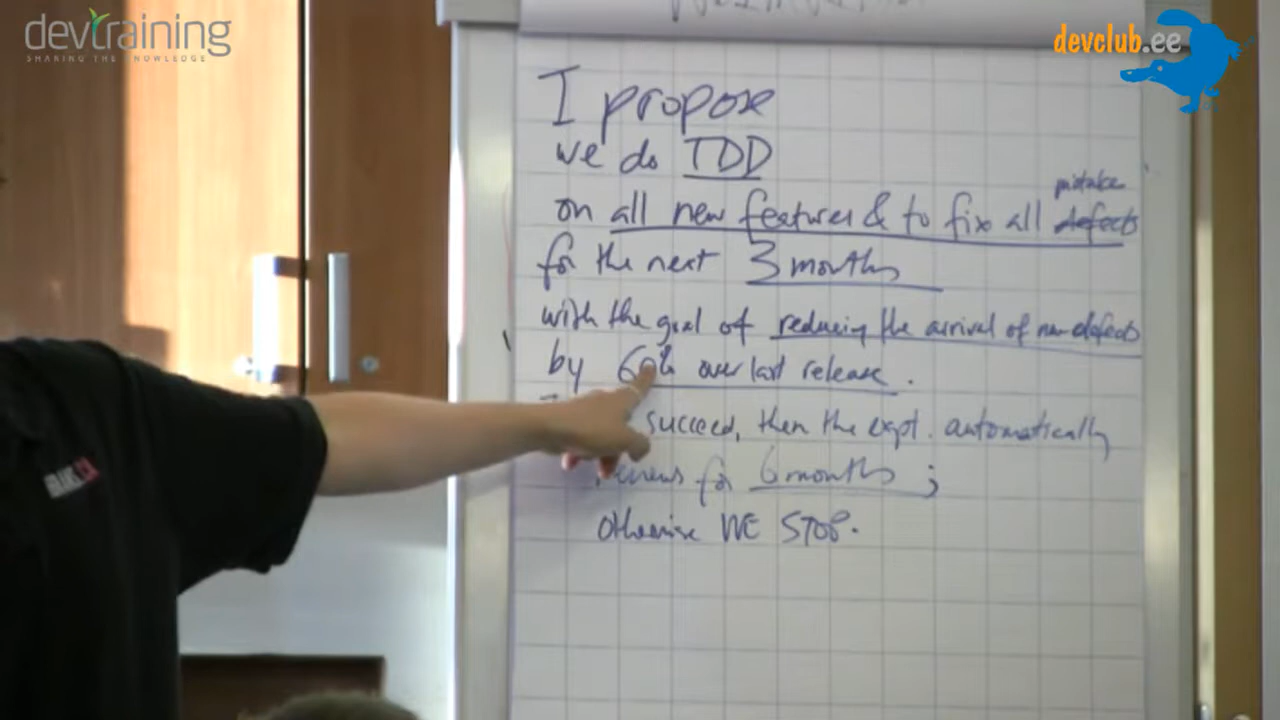 devtraining
SHARING THE KNOWLEDGE
devclub.ee
I propose
we do TDD
mistake
on all new features & to fix all defects
for the next 3 months
with the goal of reducing the arrival of new defects
by 60% over last release.
succeed, then the expt. automatically
renews for 6 months;
otherwise WE STOP.